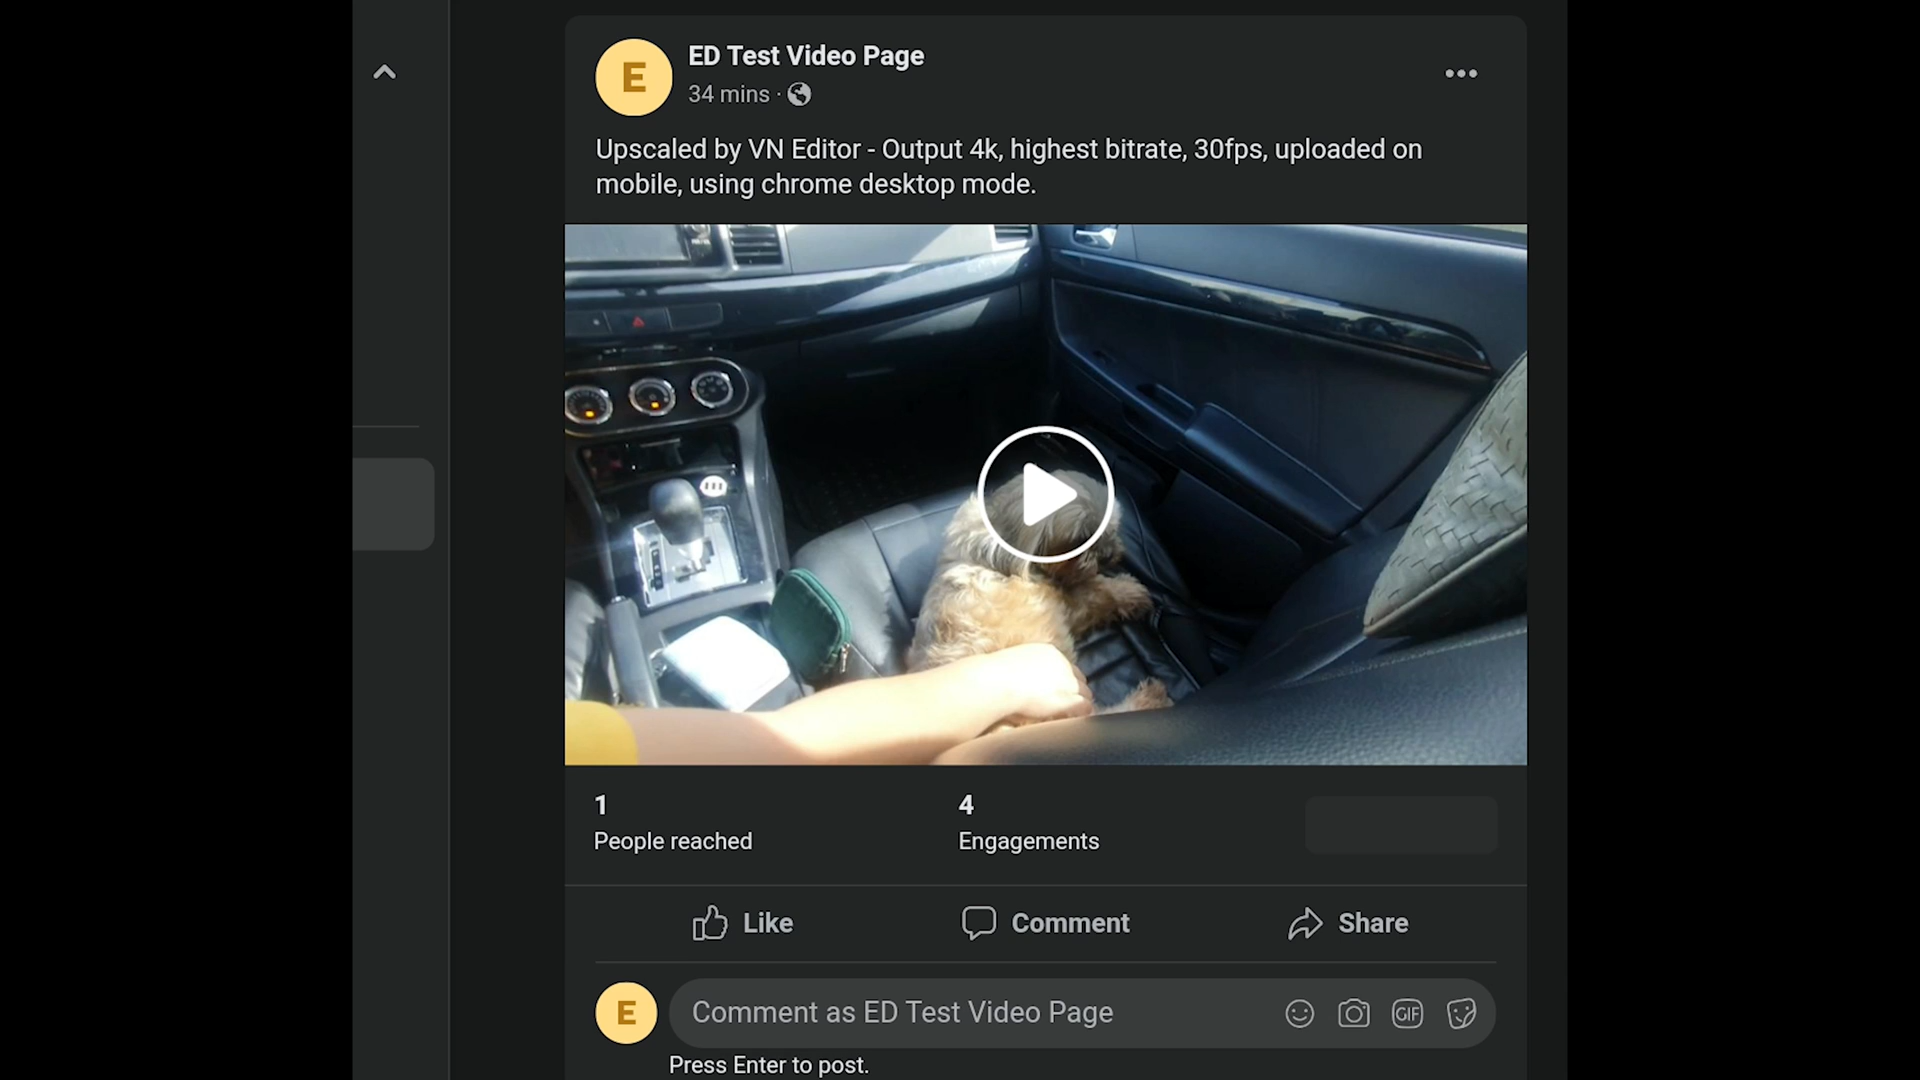 E
ED Test Video Page
34 mins ·
Upscaled by VN Editor - Output 4k, highest bitrate, 30fps, uploaded on
mobile, using chrome desktop mode.
1
People reached
4
Engagements
Like
Comment
Share
E
Comment as ED Test Video Page
GIF
Press Enter to post.